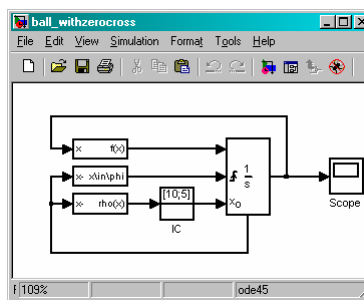 ball_withzerocross
File Edit View Simulation Format Tools Help
x f(x)
x- x\in\phi
x- rho(x)
[10;5]
IC
1
s
xo
Scope
109%
ode45